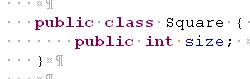 public class Square {
public int size;
}